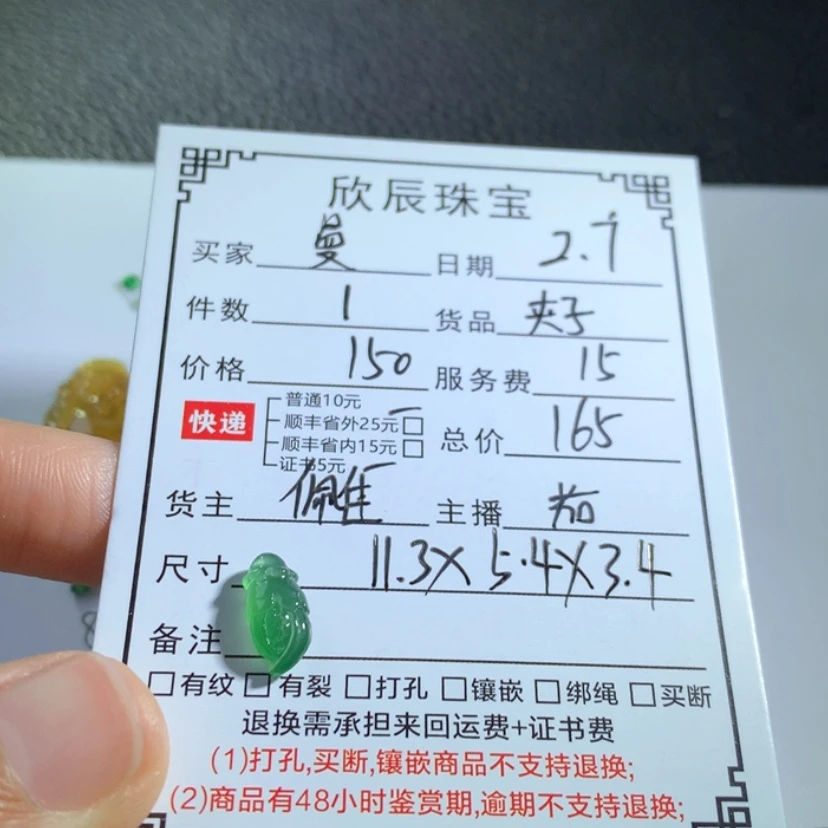 欣辰珠宝
买家 曼 日期 2.7
件数 1 货品 夹子
价格 150 服务费 15
快递 普通10元
顺丰省外25元□
顺丰省内15元□
证书5元
总价 165
货主 主播 茄
尺寸 11.3×5.4×3.4
备注
□有纹 □有裂 □打孔 □镶嵌 □绑绳 □买断
退换需承担来回运费+证书费
(1)打孔,买断,镶嵌商品不支持退换;
(2)商品有48小时鉴赏期,逾期不支持退换;